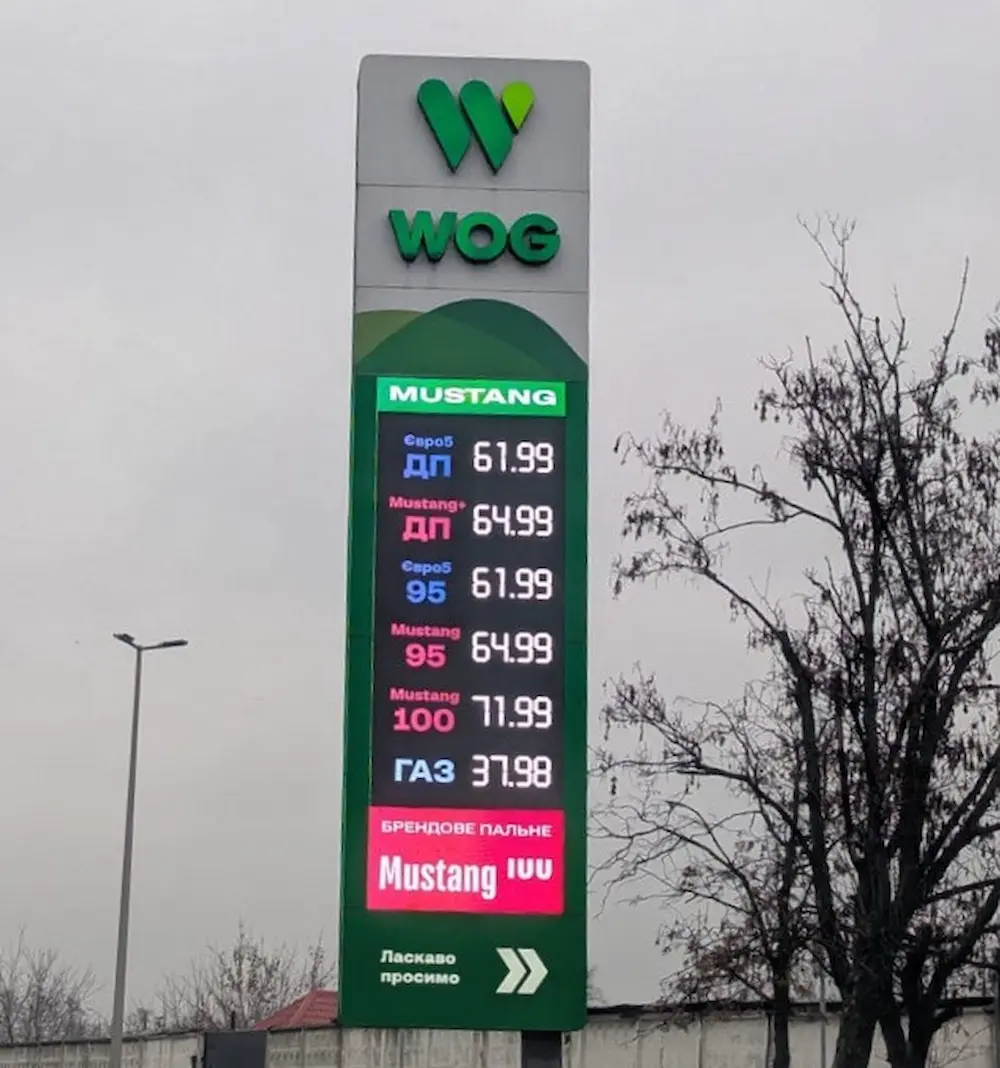 WOG
MUSTANG
Євро5
ДП 61.99
Mustang+
ДП 64.99
Євро5
95 61.99
Mustang
95 64.99
Mustang
100 71.99
ГАЗ 37.98
БРЕНДОВЕ ПАЛЬНЕ
Mustang
Ласкаво
просимо